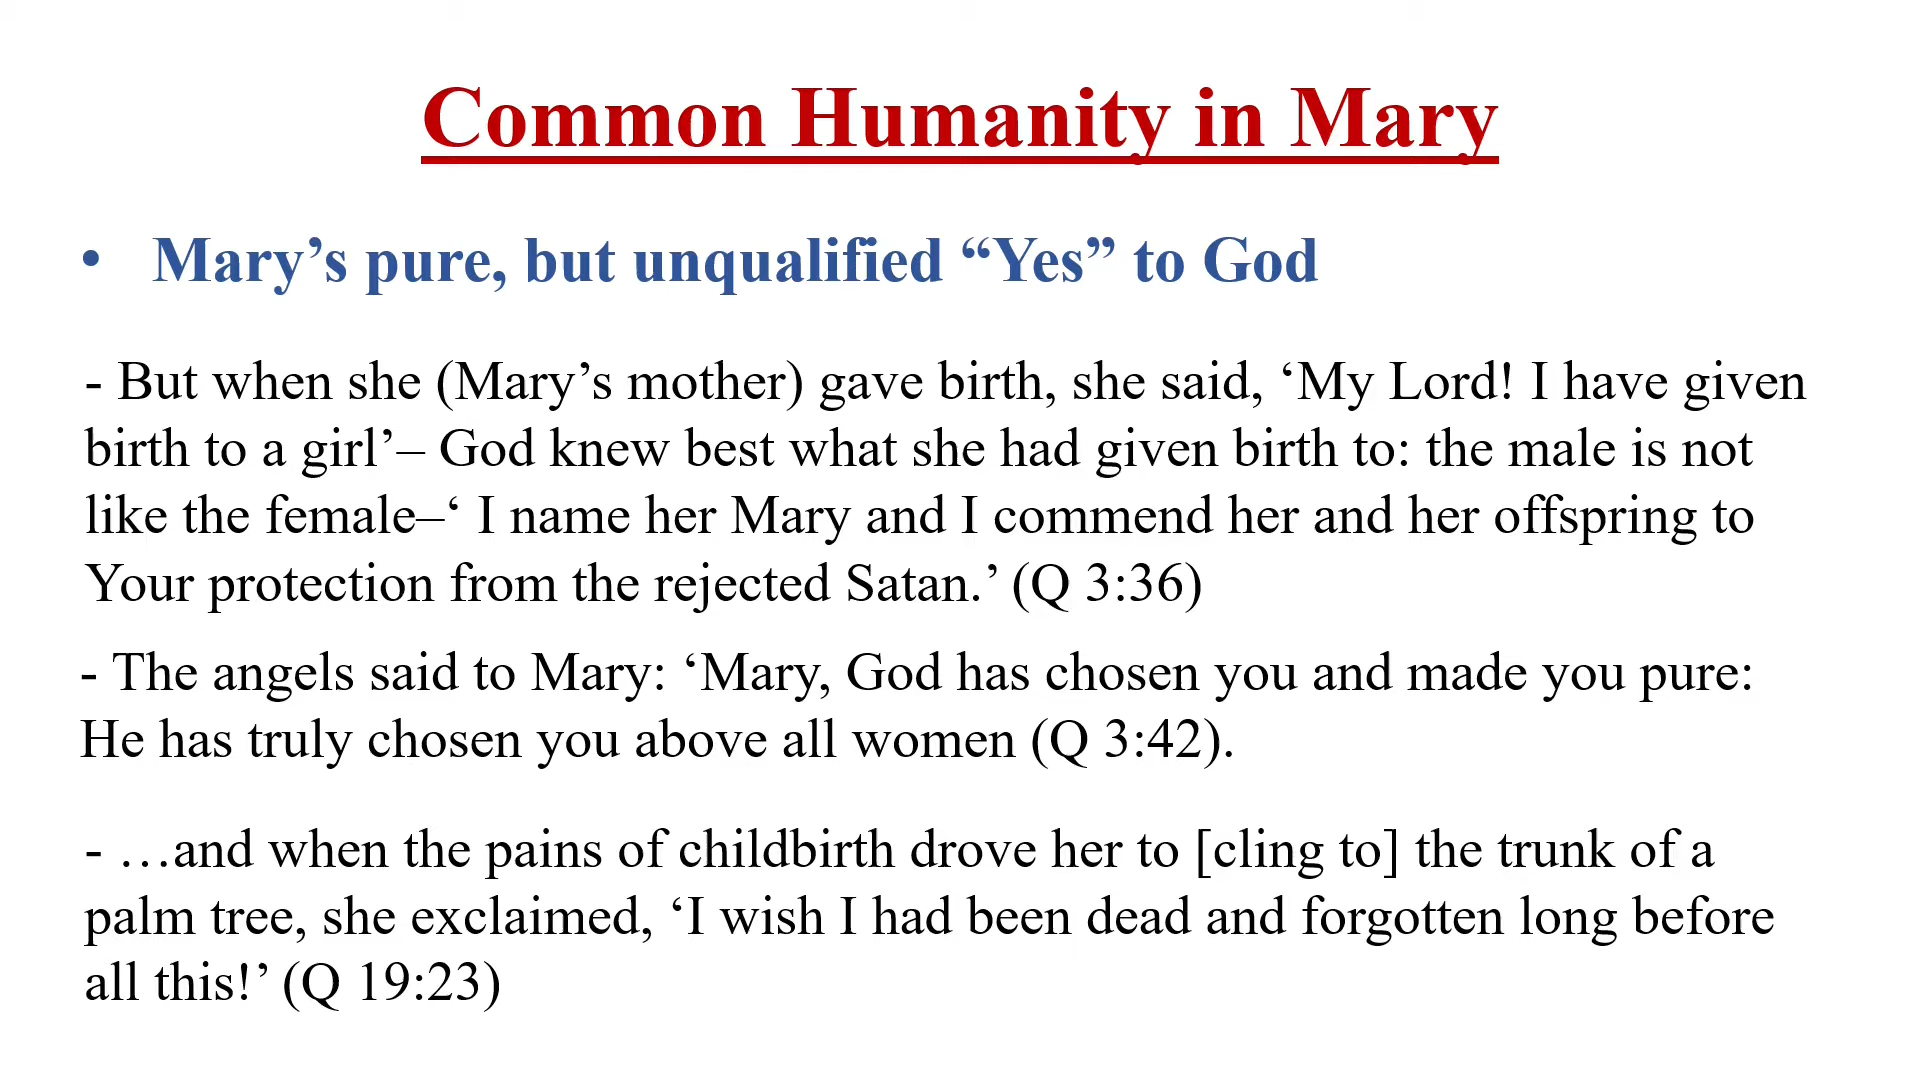 Common Humanity in Mary
• Mary’s pure, but unqualified “Yes” to God
- But when she (Mary’s mother) gave birth, she said, ‘My Lord! I have given
birth to a girl’– God knew best what she had given birth to: the male is not
like the female–‘ I name her Mary and I commend her and her offspring to
Your protection from the rejected Satan.’ (Q 3:36)
- The angels said to Mary: ‘Mary, God has chosen you and made you pure:
He has truly chosen you above all women (Q 3:42).
- …and when the pains of childbirth drove her to [cling to] the trunk of a
palm tree, she exclaimed, ‘I wish I had been dead and forgotten long before
all this!’ (Q 19:23)